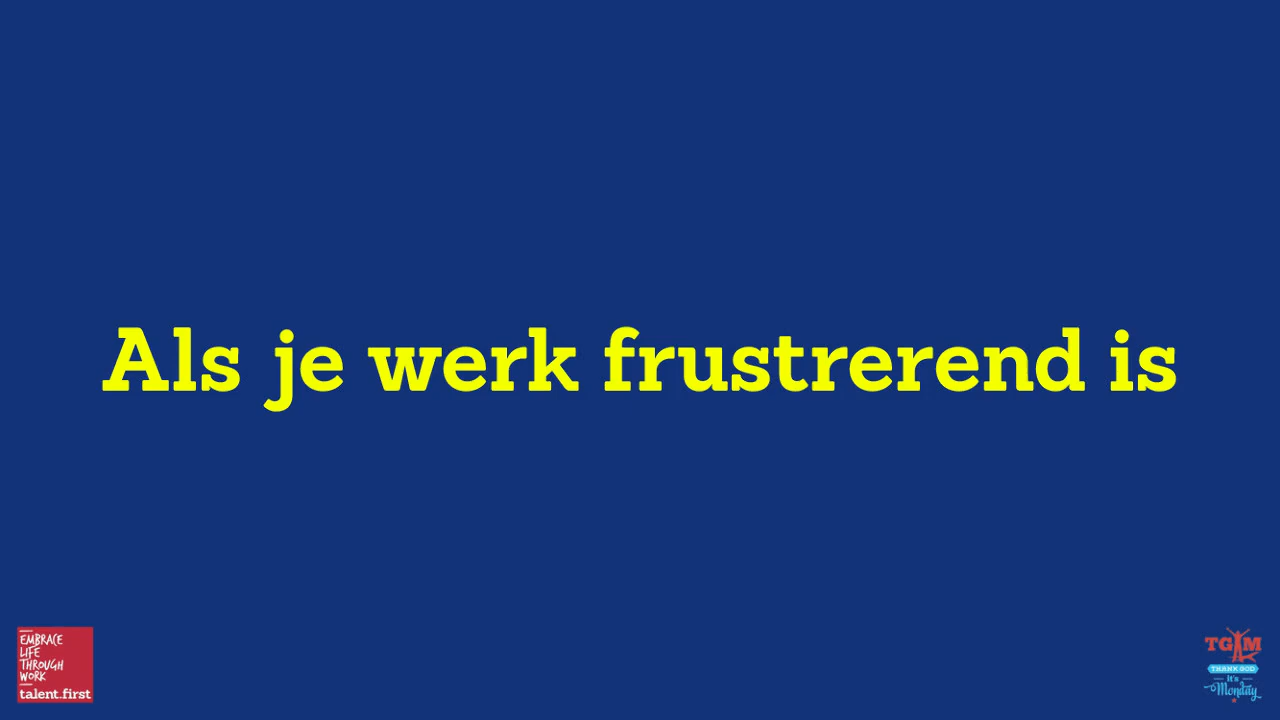 Als je werk frustrerend is
EMBRACE
LIFE
THROUGH
WORK
talent.first
TGIM
THANK GOD
it's
Monday